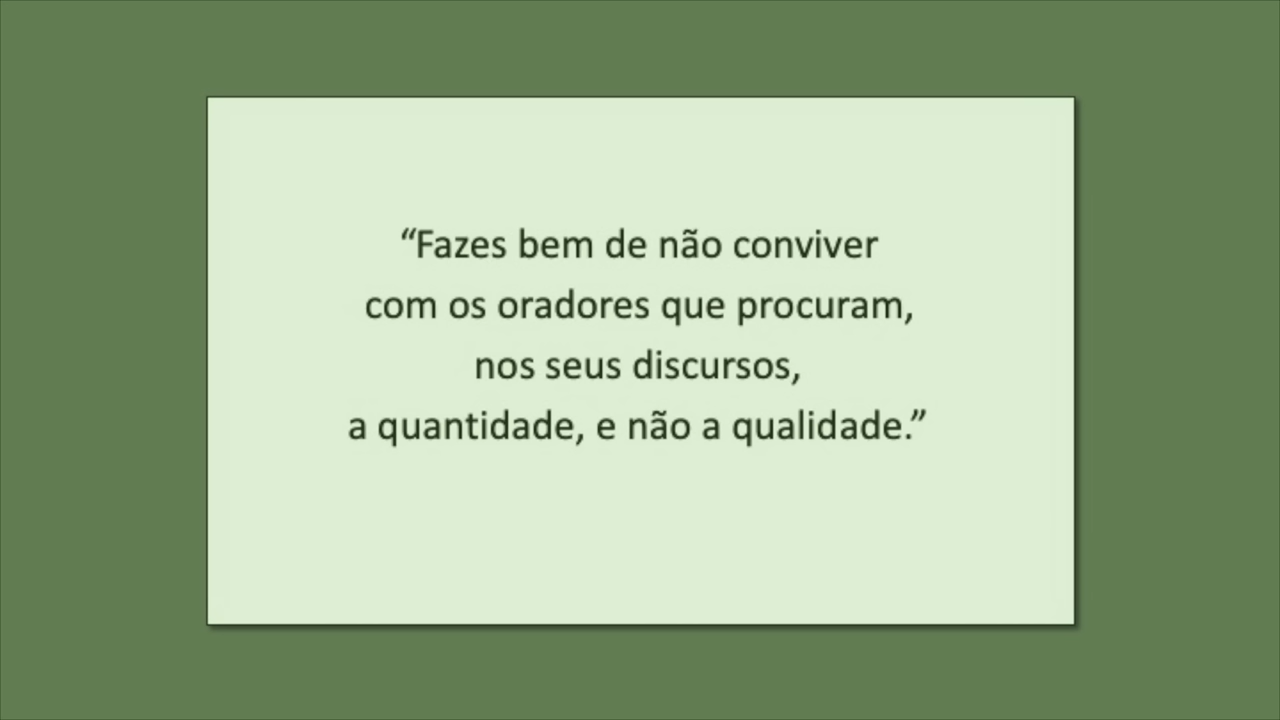 “Fazes bem de não conviver
com os oradores que procuram,
nos seus discursos,
a quantidade, e não a qualidade.”